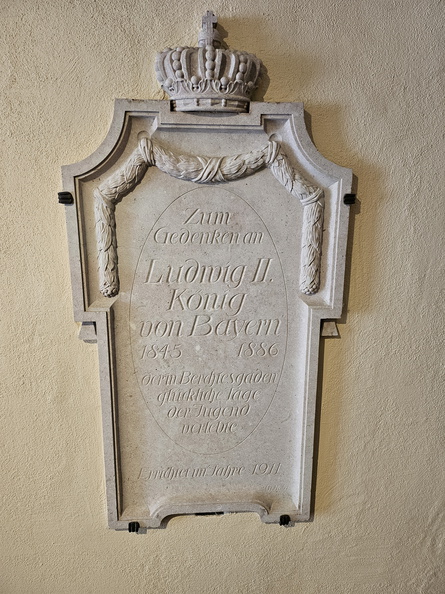 Zum
Gedenken an
Ludwig II.
König
von Bayern
1845 1886
der in Berchtesgaden
glückliche Tage
der Jugend
verlebte
Errichtet im Jahre 1911